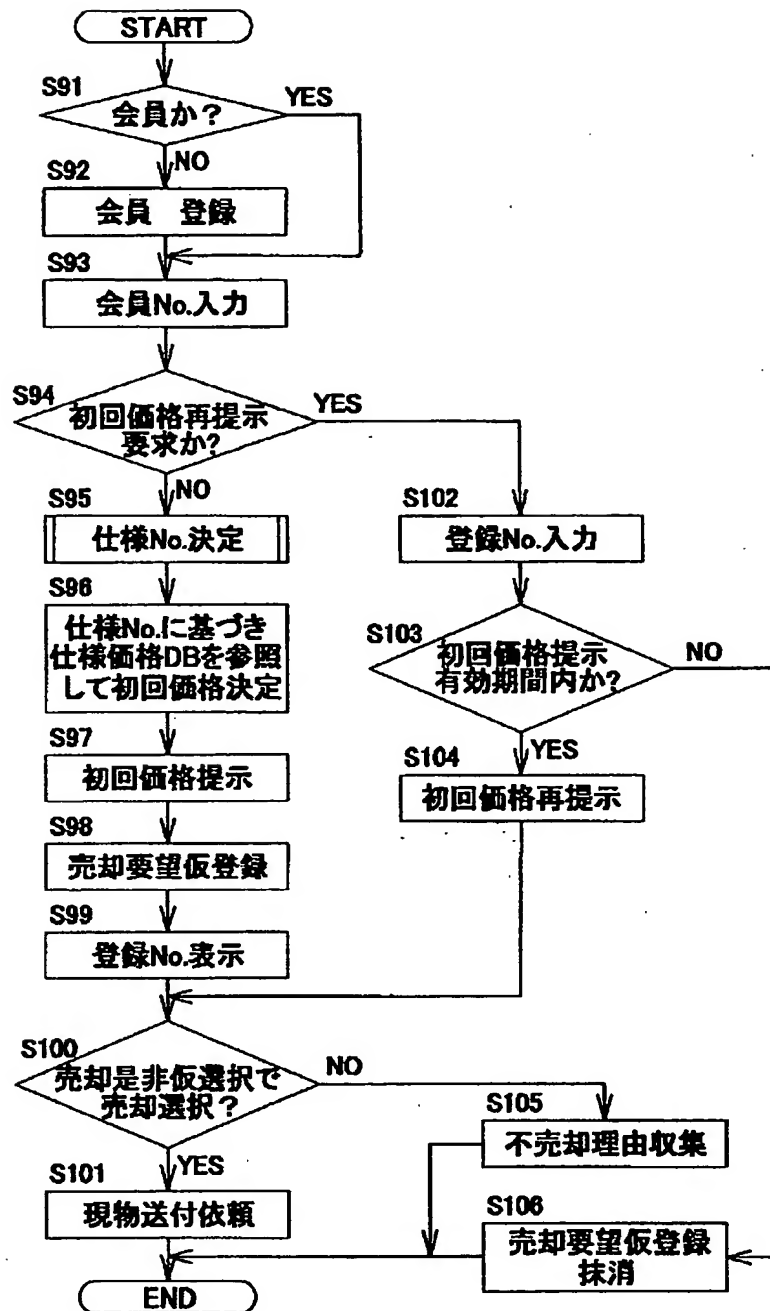 START
S91
会員か?
YES
NO
S92
会員 登録
S93
会員No.入力
S94
初回価格再提示
要求か?
YES
NO
S95
仕様No.決定
S96
仕様No.に基づき
仕様価格DBを参照
して初回価格決定
S97
初回価格提示
S98
売却要望仮登録
S99
登録No.表示
S102
登録No.入力
S103
初回価格提示
有効期間内か?
NO
YES
S104
初回価格再提示
S100
売却是非仮選択で
売却選択?
NO
YES
S101
現物送付依頼
S105
不売却理由収集
S106
売却要望仮登録
抹消
END